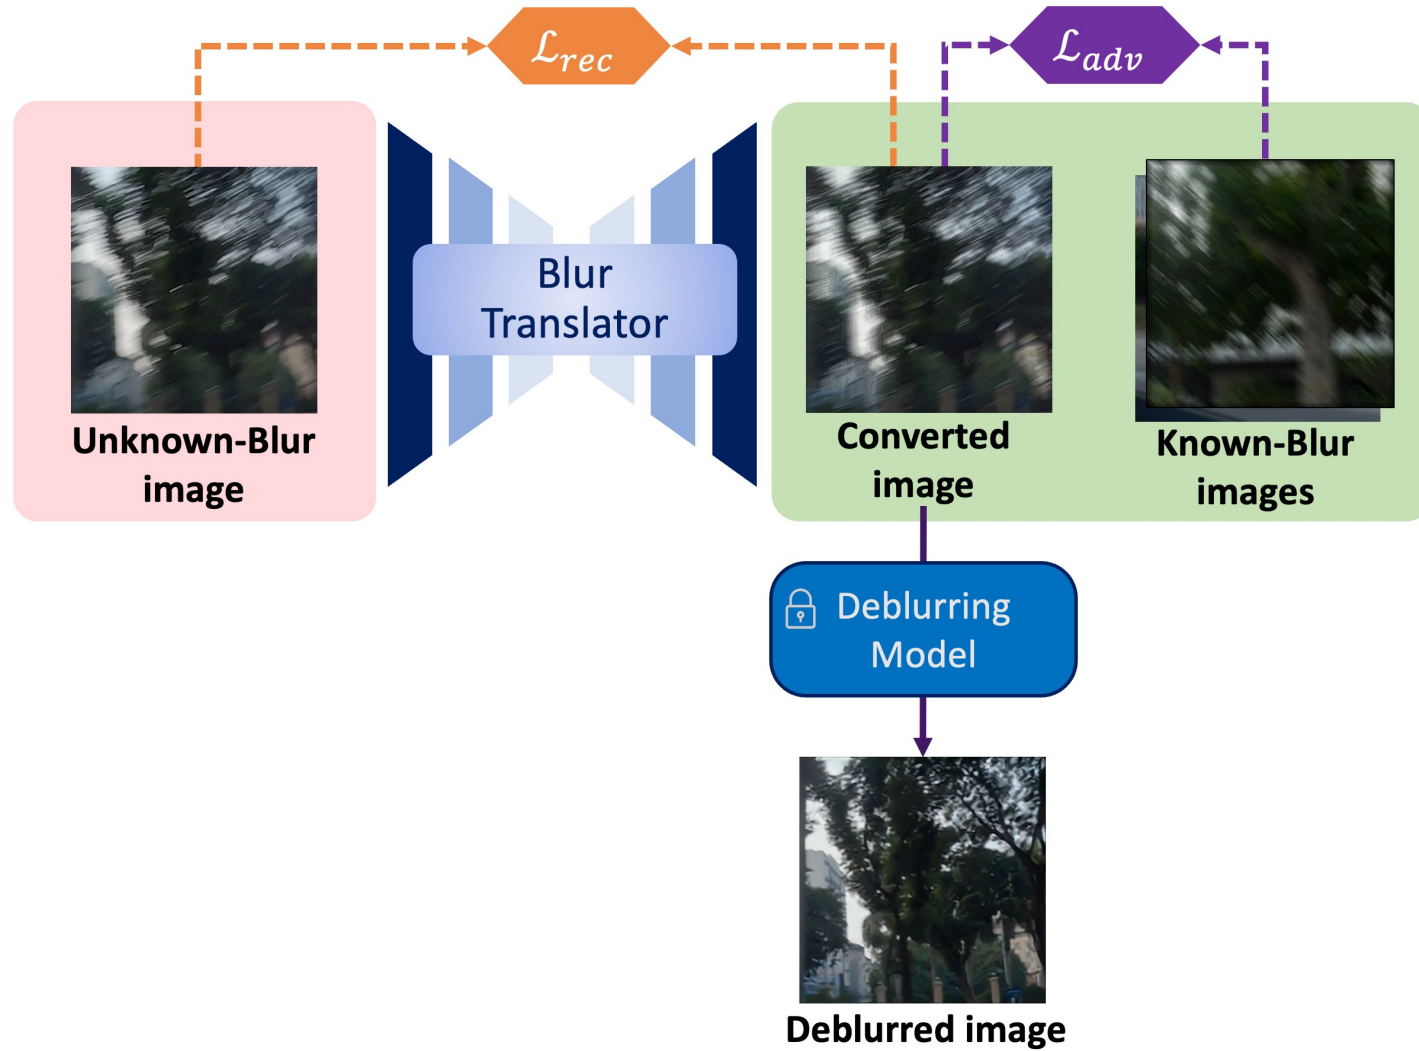 ℒrec
ℒadv
Blur
Translator
Unknown-Blur
image
Converted
image
Known-Blur
images
Deblurring
Model
Deblurred image